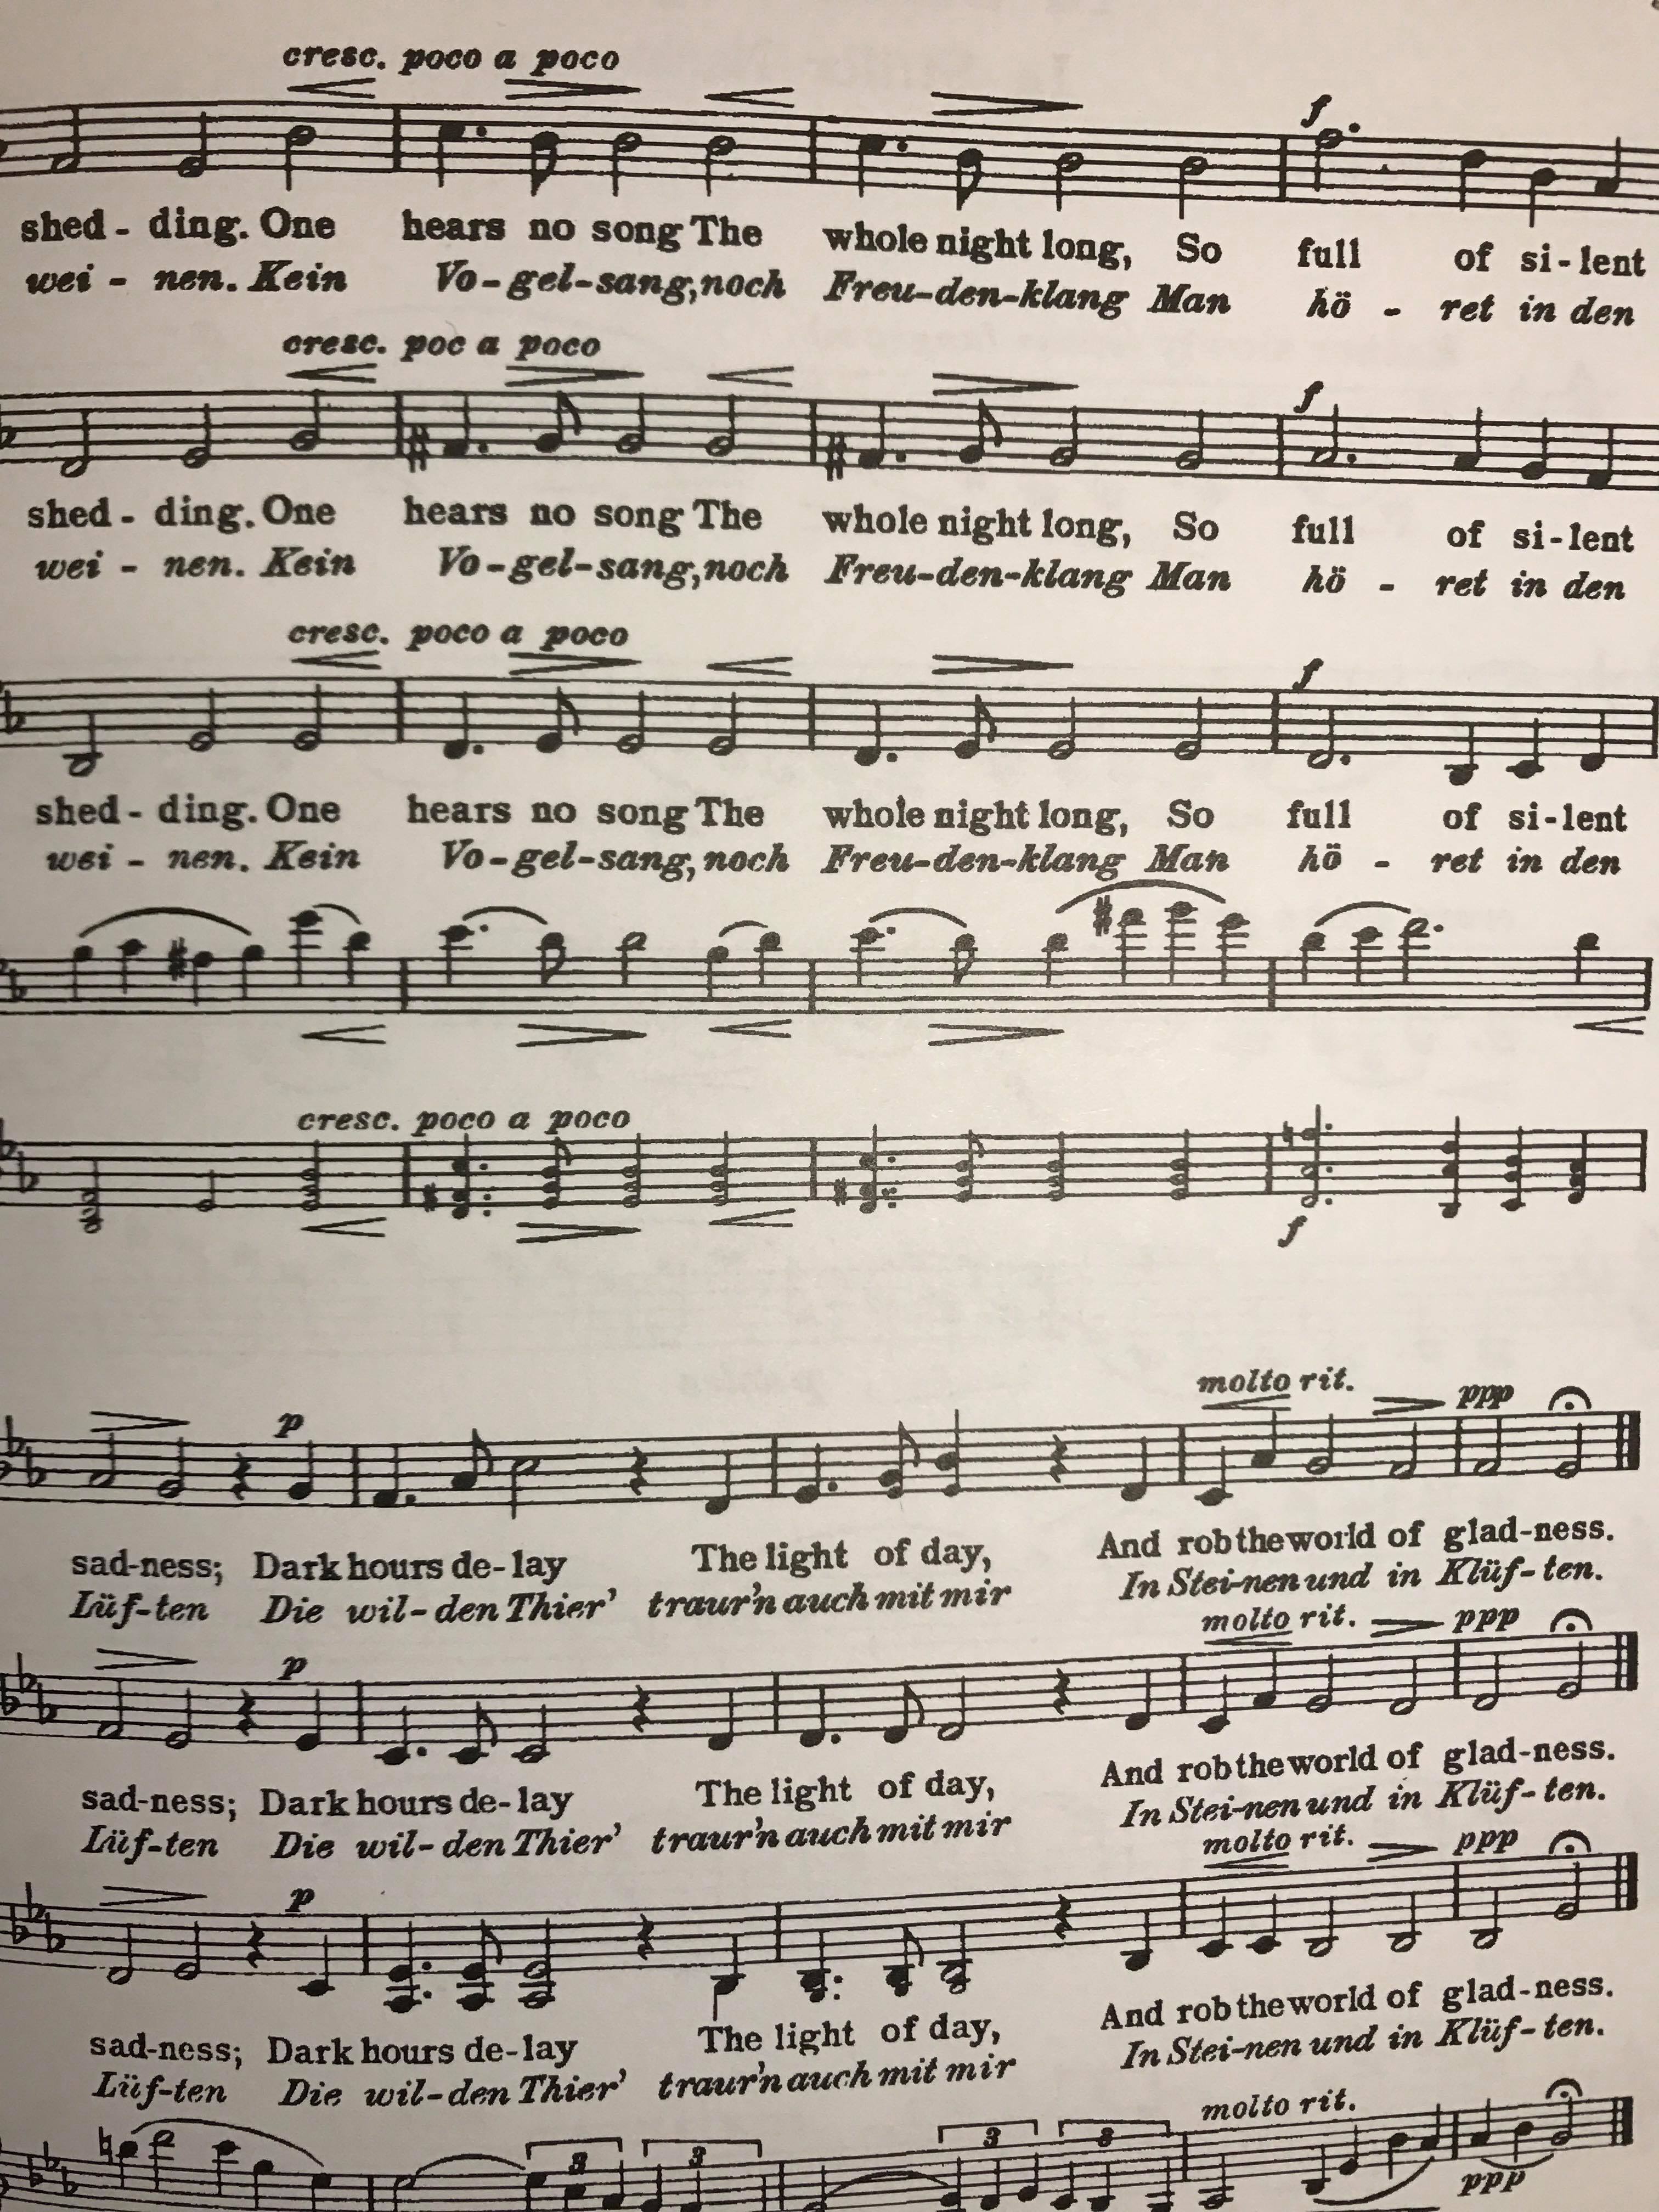 cresc. poco a poco
f
shed - ding. One hears no song The whole night long, So full of si - lent
wei - nen. Kein Vo - gel - sang, noch Freu - den - klang Man hö - ret in den
cresc. poc a poco
f
shed - ding. One hears no song The whole night long, So full of si - lent
wei - nen. Kein Vo - gel - sang, noch Freu - den - klang Man hö - ret in den
cresc. poco a poco
f
shed - ding. One hears no song The whole night long, So full of si - lent
wei - nen. Kein Vo - gel - sang, noch Freu - den - klang Man hö - ret in den
cresc. poco a poco
f
molto rit. ppp
p
sad - ness; Dark hours de - lay The light of day, And rob the world of glad - ness.
Lüf - ten Die wil - den Thier' traur'n auch mit mir In Stei - nen und in Klüf - ten.
molto rit. ppp
p
sad - ness; Dark hours de - lay The light of day, And rob the world of glad - ness.
Lüf - ten Die wil - den Thier' traur'n auch mit mir In Stei - nen und in Klüf - ten.
molto rit. ppp
p
sad - ness; Dark hours de - lay The light of day, And rob the world of glad - ness.
Lüf - ten Die wil - den Thier' traur'n auch mit mir In Stei - nen und in Klüf - ten.
molto rit.
3 3 3 3
ppp